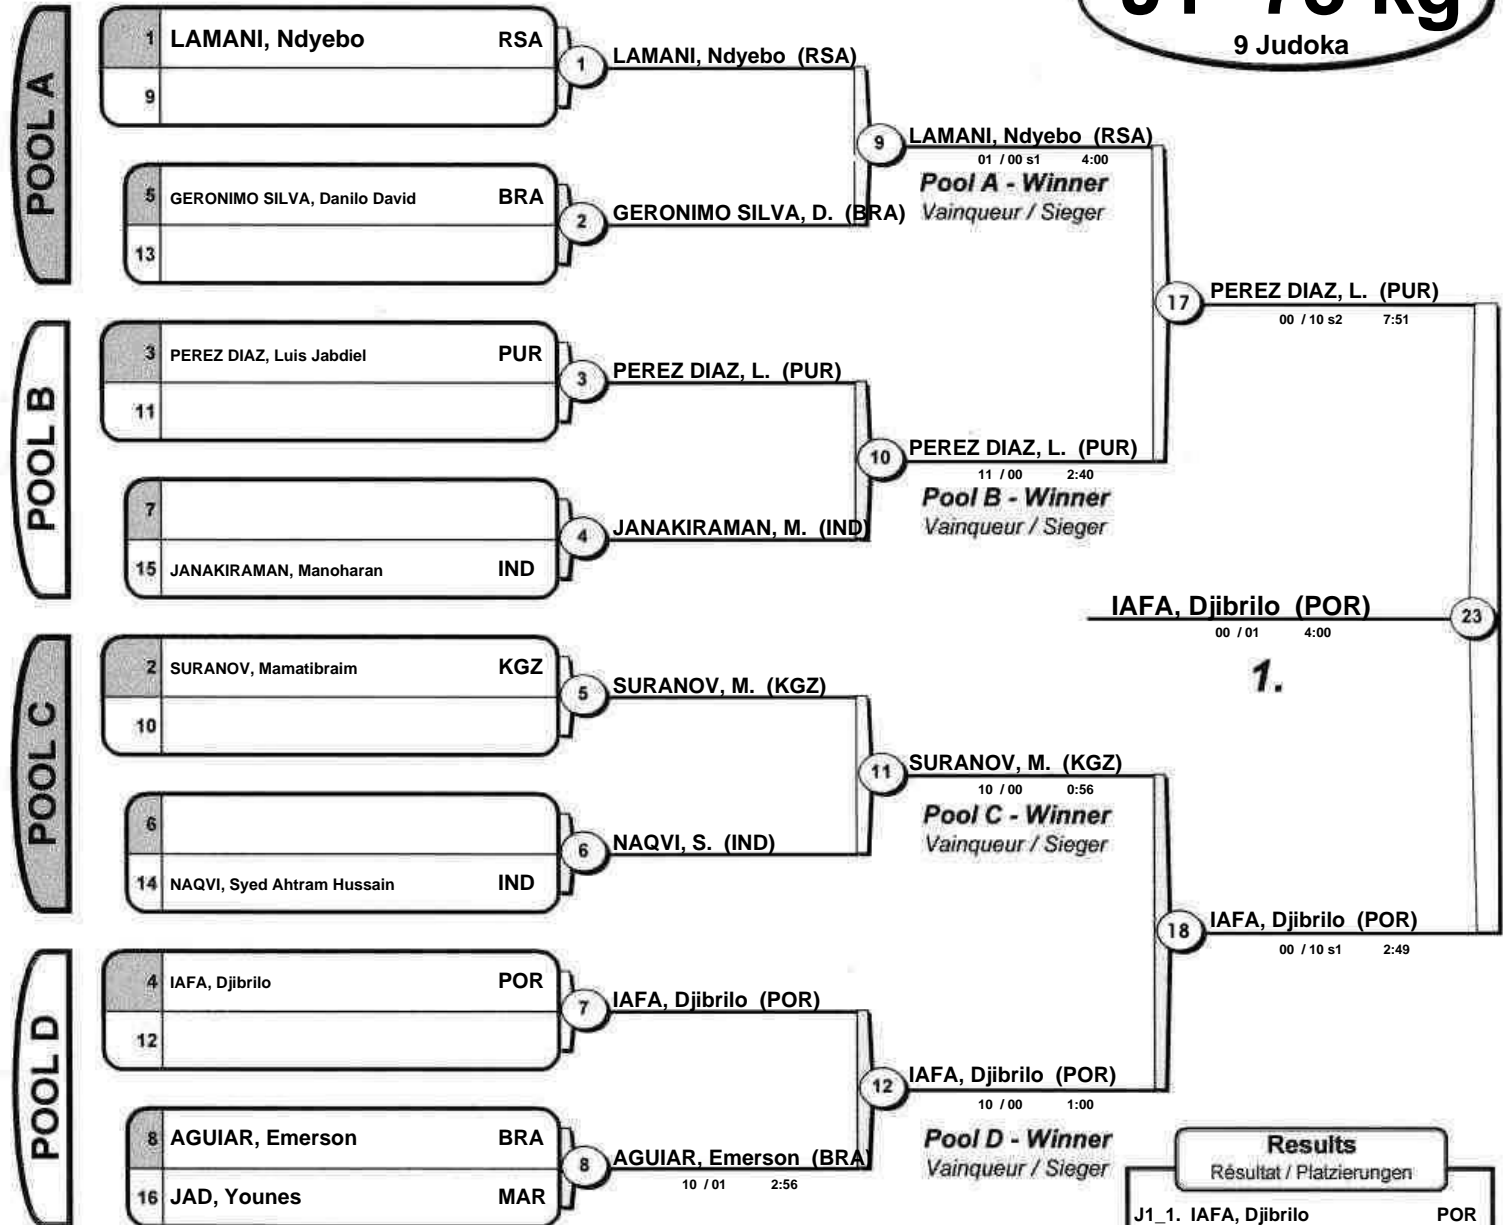 J1 -73 kg
9 Judoka
POOL A
1 LAMANI, Ndyebo RSA
9
1 LAMANI, Ndyebo (RSA)
5 GERONIMO SILVA, Danilo David BRA
13
2 GERONIMO SILVA, D. (BRA)
9 LAMANI, Ndyebo (RSA)
01 / 00 s1 4:00
Pool A - Winner
Vainqueur / Sieger
POOL B
3 PEREZ DIAZ, Luis Jabdiel PUR
11
3 PEREZ DIAZ, L. (PUR)
7
15 JANAKIRAMAN, Manoharan IND
4 JANAKIRAMAN, M. (IND)
10 PEREZ DIAZ, L. (PUR)
11 / 00 2:40
Pool B - Winner
Vainqueur / Sieger
17 PEREZ DIAZ, L. (PUR)
00 / 10 s2 7:51
IAFA, Djibrilo (POR) 23
00 / 01 4:00
1.
POOL C
2 SURANOV, Mamatibraim KGZ
10
5 SURANOV, M. (KGZ)
6
14 NAQVI, Syed Ahtram Hussain IND
6 NAQVI, S. (IND)
11 SURANOV, M. (KGZ)
10 / 00 0:56
Pool C - Winner
Vainqueur / Sieger
18 IAFA, Djibrilo (POR)
00 / 10 s1 2:49
POOL D
4 IAFA, Djibrilo POR
12
7 IAFA, Djibrilo (POR)
8 AGUIAR, Emerson BRA
16 JAD, Younes MAR
8 AGUIAR, Emerson (BRA)
10 / 01 2:56
12 IAFA, Djibrilo (POR)
10 / 00 1:00
Pool D - Winner
Vainqueur / Sieger
Results
Résultat / Platzierungen
J1_1. IAFA, Djibrilo POR